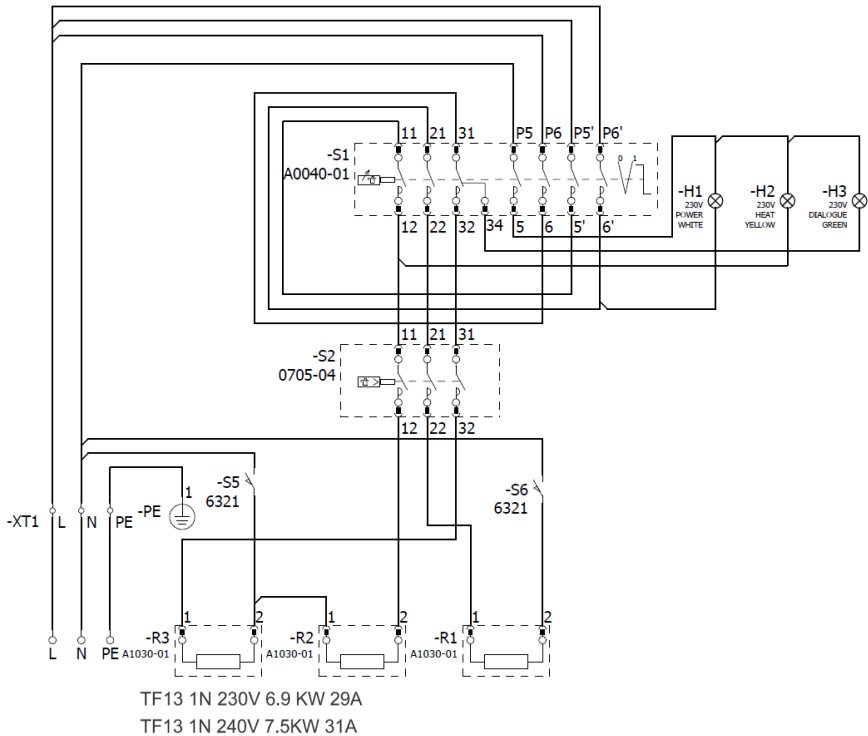 11 21 31 P5 P6 P5' P6'
-S1
A0040-01
0 1
-H1
230V
POWER
WHITE
-H2
230V
HEAT
YELLOW
-H3
230V
DIALOGUE
GREEN
12 22 32 34 5 6 5' 6'
11 21 31
-S2
0705-04
12 22 32
-S5
6321
-S6
6321
1
-PE
-XT1 L N PE
1 2 1 2 1 2
-R3
A1030-01
-R2
A1030-01
-R1
A1030-01
L N PE
TF13 1N 230V 6.9 KW 29A
TF13 1N 240V 7.5KW 31A